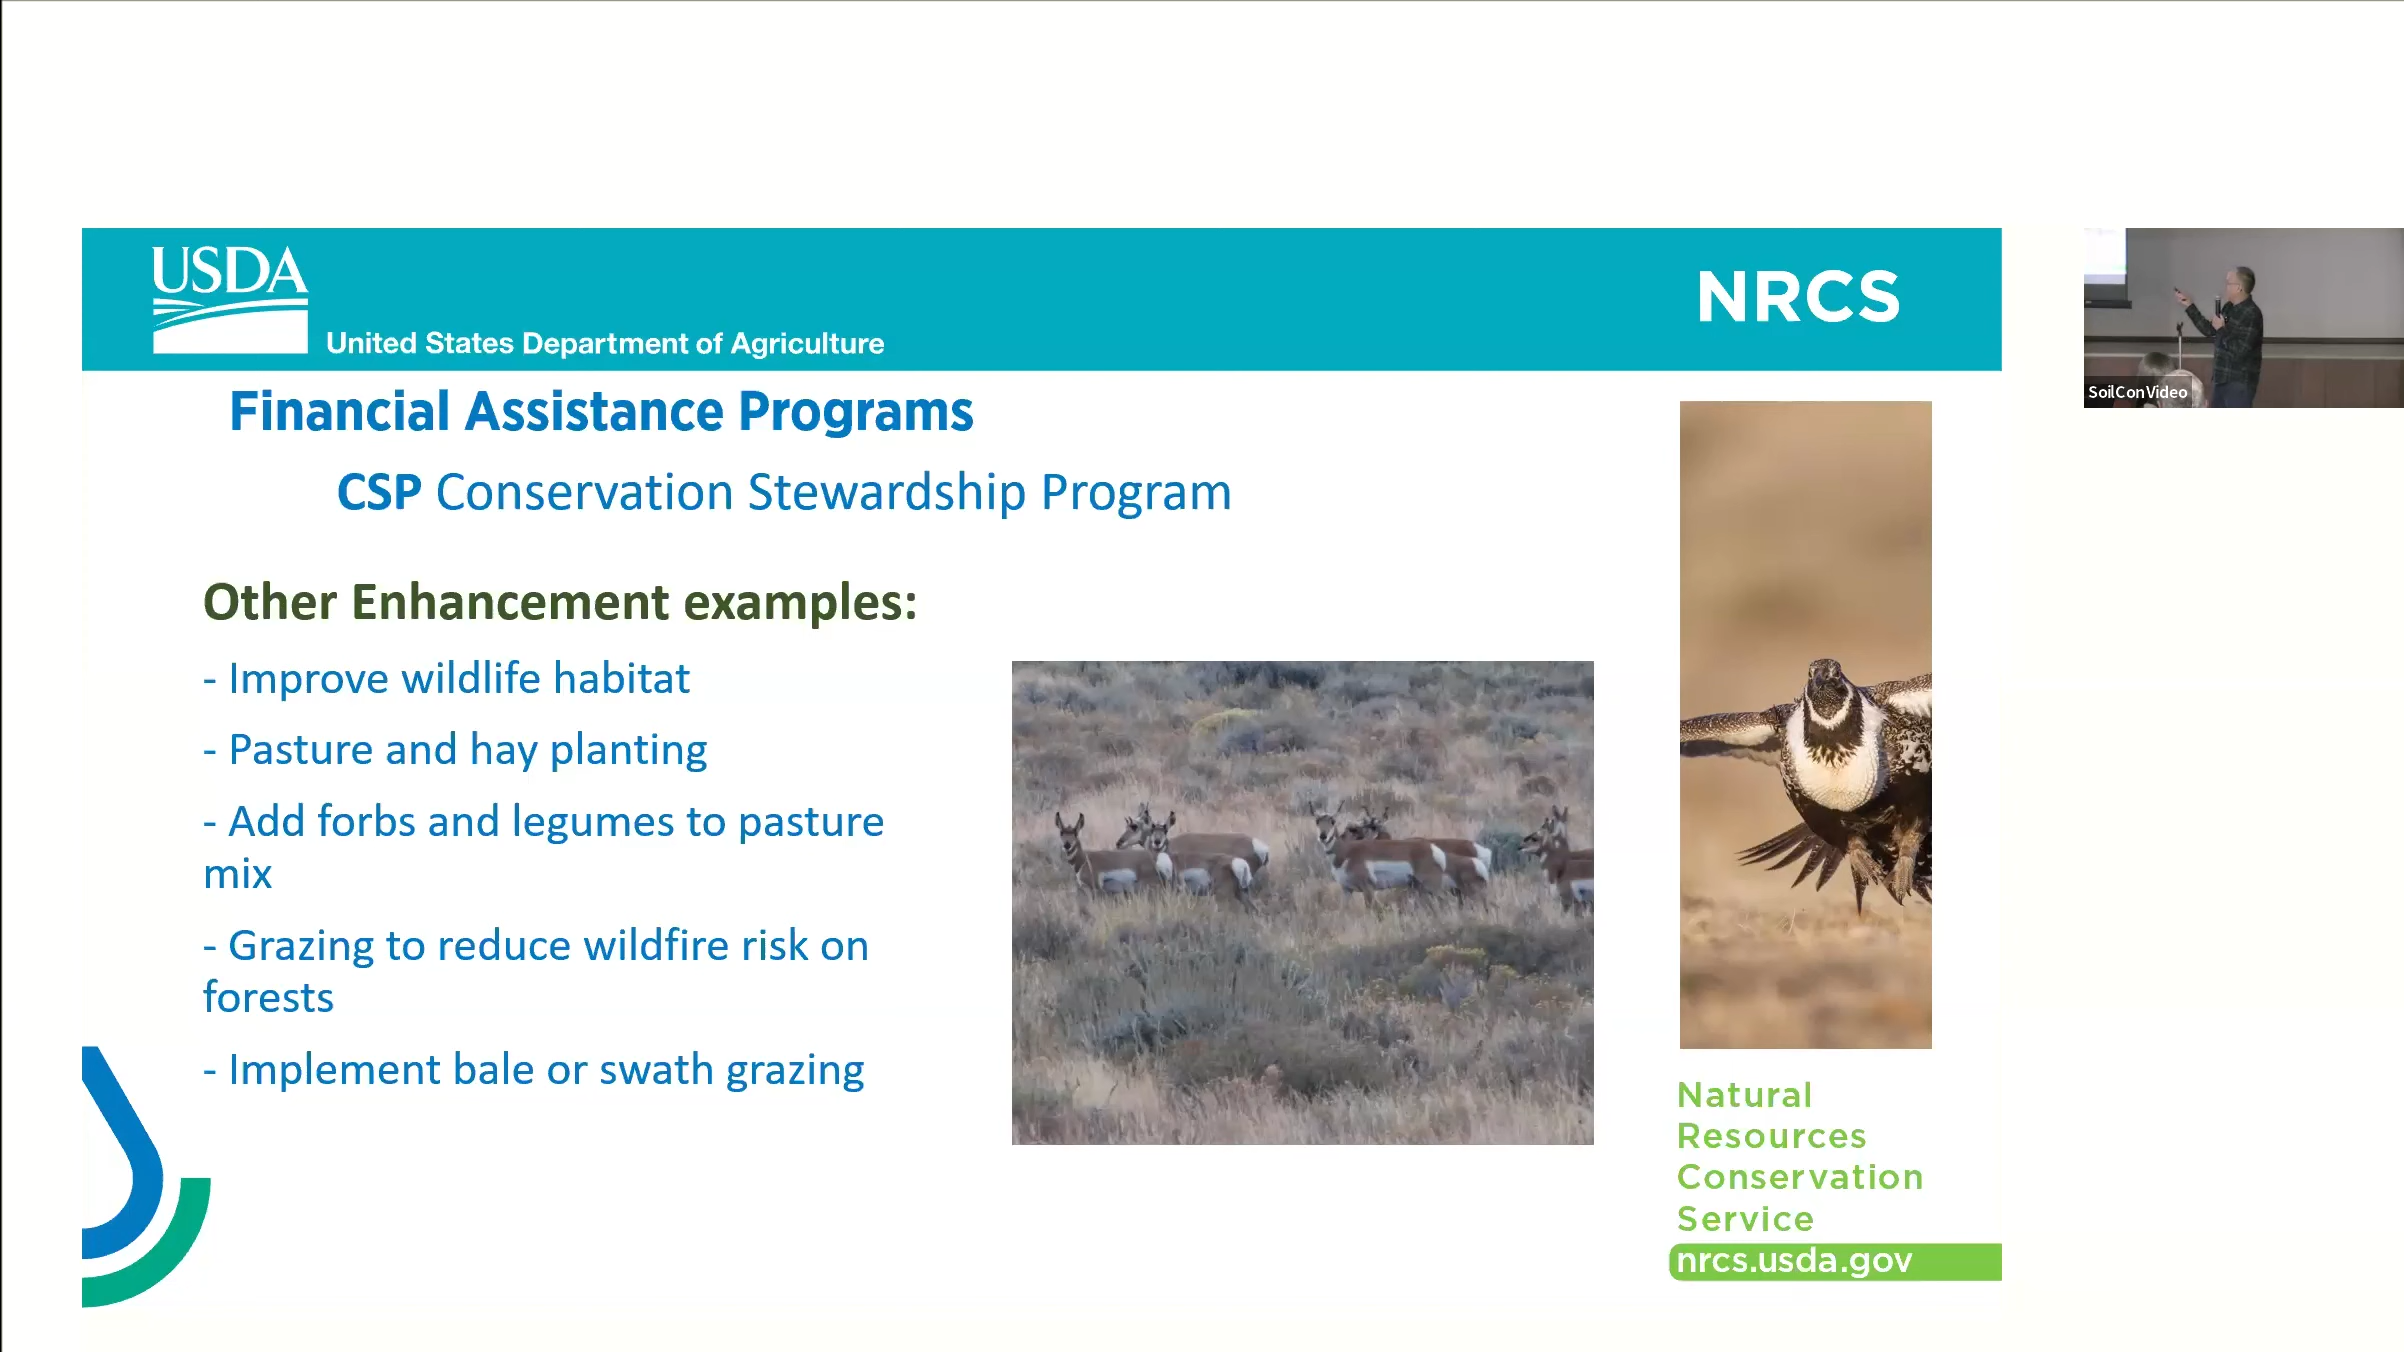 USDA
United States Department of Agriculture
NRCS
SoilConVideo
Financial Assistance Programs
CSP Conservation Stewardship Program
Other Enhancement examples:
- Improve wildlife habitat
- Pasture and hay planting
- Add forbs and legumes to pasture
mix
- Grazing to reduce wildfire risk on
forests
- Implement bale or swath grazing
Natural
Resources
Conservation
Service
nrcs.usda.gov